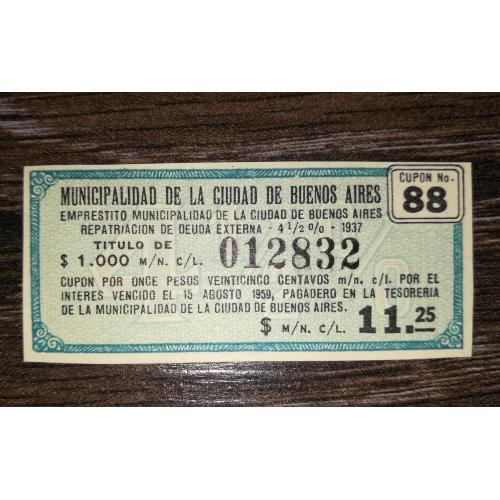 MUNICIPALIDAD DE LA CIUDAD DE BUENOS AIRES
CUPON No.
88
EMPRESTITO MUNICIPALIDAD DE LA CIUDAD DE BUENOS AIRES
REPATRIACION DE DEUDA EXTERNA - 4 1/2 % - 1937
TITULO DE
$ 1.000 M/N. C/L. 012832
CUPON POR ONCE PESOS VEINTICINCO CENTAVOS m/n. c/l. POR EL
INTERES VENCIDO EL 15 AGOSTO 1959, PAGADERO EN LA TESORERIA
DE LA MUNICIPALIDAD DE LA CIUDAD DE BUENOS AIRES.
$ M/N. C/L. 11.25